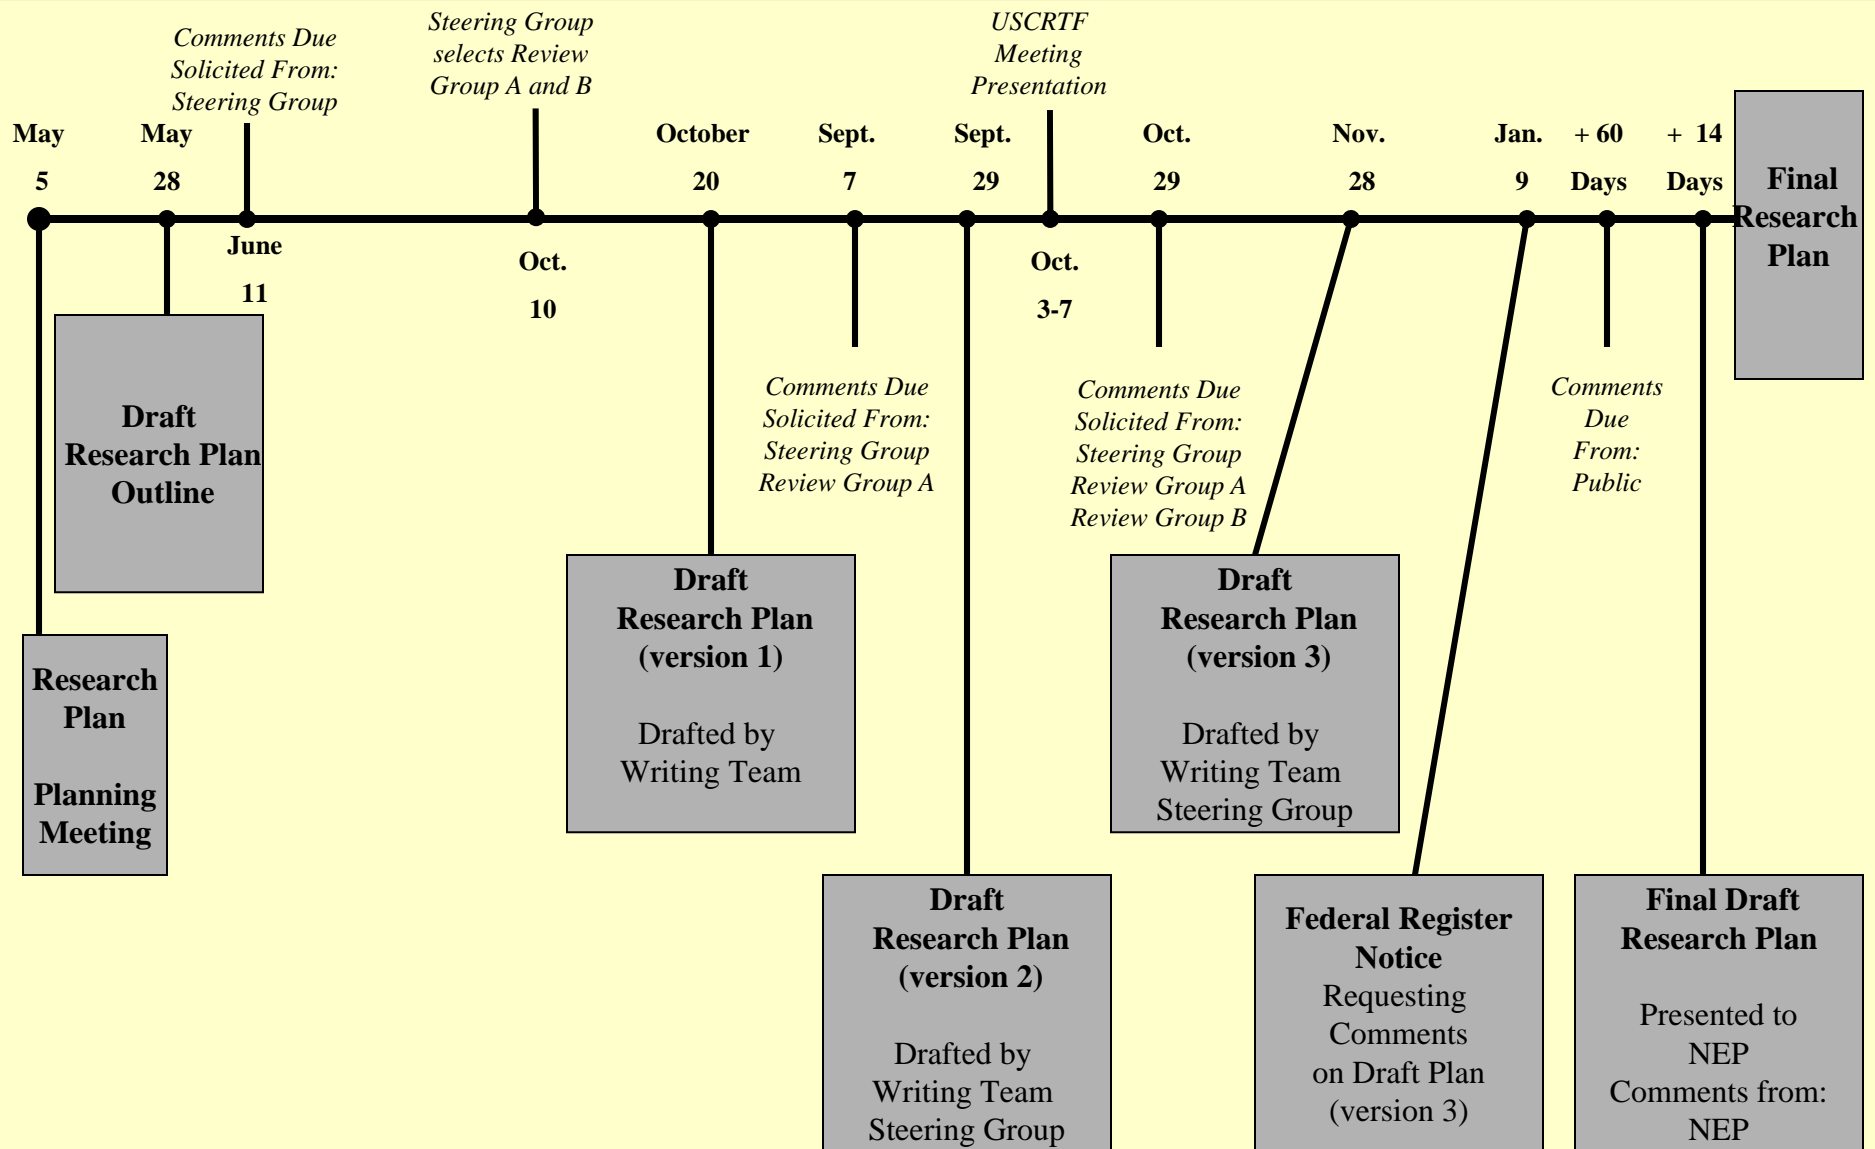 Comments Due
Solicited From:
Steering Group
Steering Group
selects Review
Group A and B
USCRTF
Meeting
Presentation
May
5
May
28
October
20
Sept.
7
Sept.
29
Oct.
29
Nov.
28
Jan.
9
+ 60
Days
+ 14
Days
Final
Research
Plan
June
11
Oct.
10
Oct.
3-7
Draft
Research Plan
Outline
Comments Due
Solicited From:
Steering Group
Review Group A
Comments Due
Solicited From:
Steering Group
Review Group A
Review Group B
Comments
Due
From:
Public
Research
Plan
Planning
Meeting
Draft
Research Plan
(version 1)
Drafted by
Writing Team
Draft
Research Plan
(version 3)
Drafted by
Writing Team
Steering Group
Draft
Research Plan
(version 2)
Drafted by
Writing Team
Steering Group
Federal Register
Notice
Requesting
Comments
on Draft Plan
(version 3)
Final Draft
Research Plan
Presented to
NEP
Comments from:
NEP